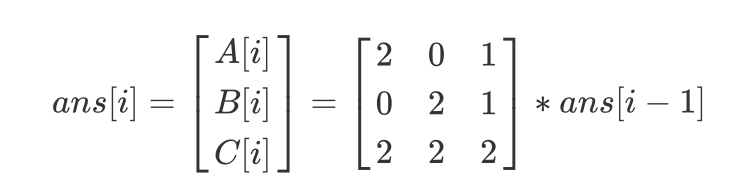 ans[i] = [ A[i] B[i] C[i] ] = [ 2 0 1 0 2 1 2 2 2 ] * ans[i − 1]